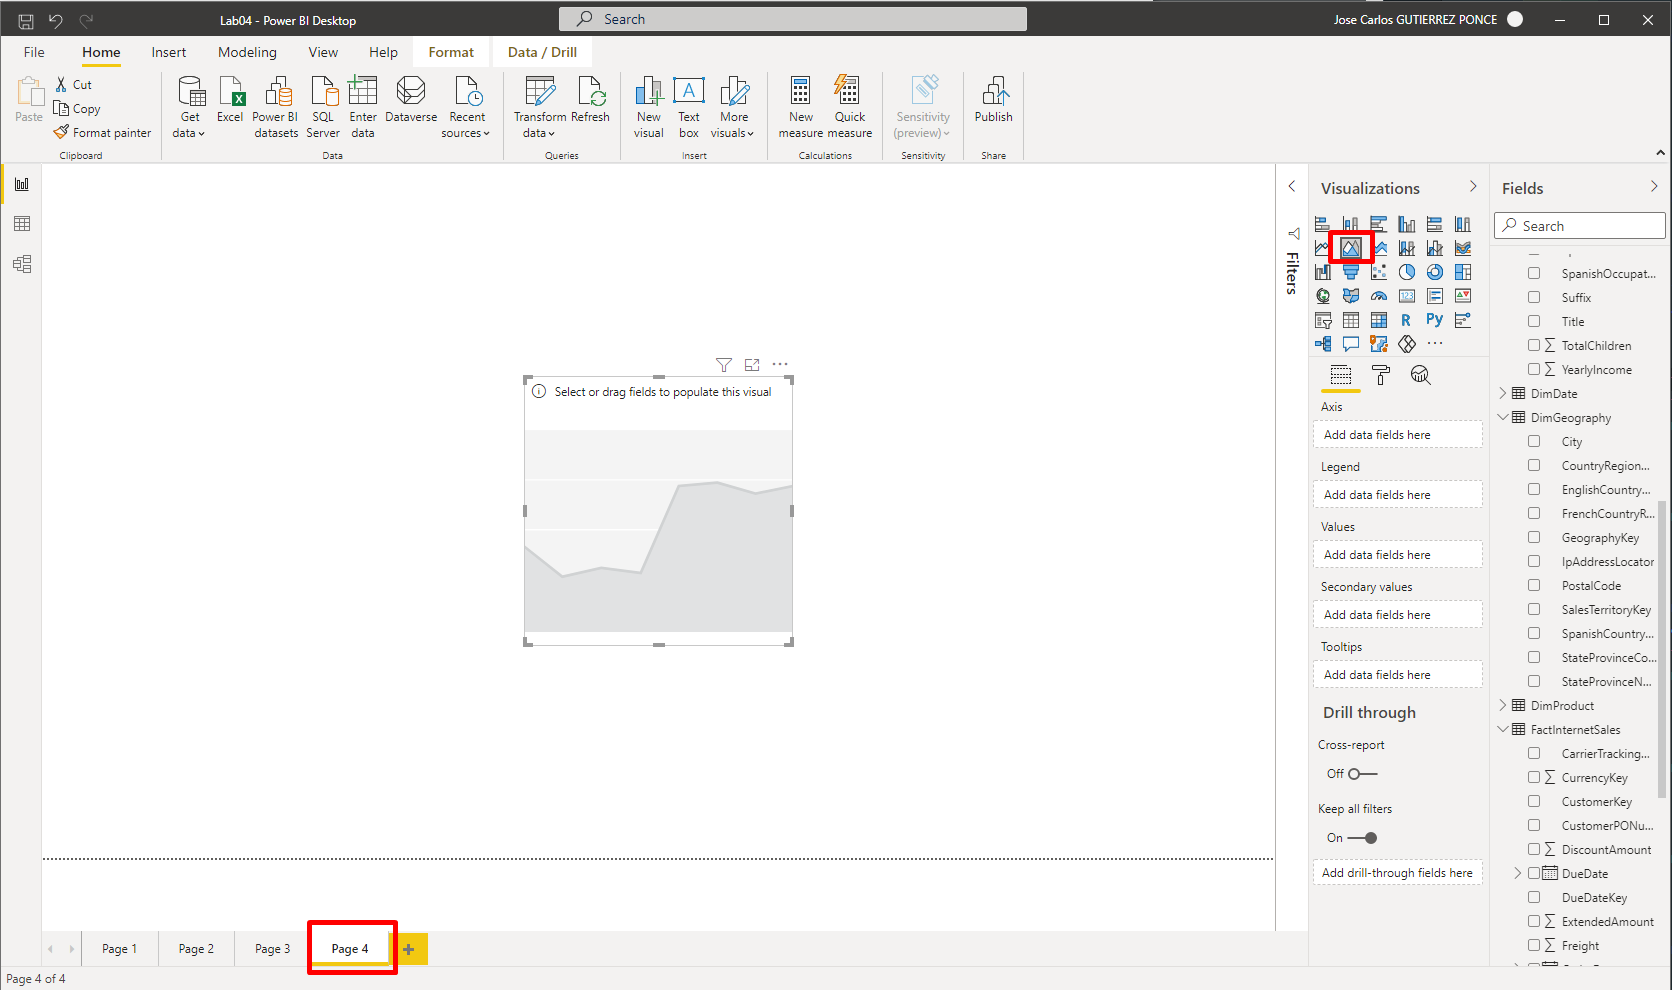 Lab04 - Power BI Desktop
Search
Jose Carlos GUTIERREZ PONCE
File
Home
Insert
Modeling
View
Help
Format
Data / Drill
Paste
Cut
Copy
Format painter
Clipboard
Get
data
Excel
Power BI
datasets
SQL
Server
Enter
data
Dataverse
Recent
sources
Data
Transform
data
Refresh
Queries
New
visual
Text
box
More
visuals
Insert
New
measure
Quick
measure
Calculations
Sensitivity
(preview)
Sensitivity
Publish
Share
Select or drag fields to populate this visual
Filters
Visualizations
123
R
Py
Axis
Add data fields here
Legend
Add data fields here
Values
Add data fields here
Secondary values
Add data fields here
Tooltips
Add data fields here
Drill through
Cross-report
Off
Keep all filters
On
Add drill-through fields here
Fields
Search
SpanishOccupat...
Suffix
Title
TotalChildren
YearlyIncome
DimDate
DimGeography
City
CountryRegion...
EnglishCountry...
FrenchCountryR...
GeographyKey
IpAddressLocator
PostalCode
SalesTerritoryKey
SpanishCountry...
StateProvinceCo...
StateProvinceN...
DimProduct
FactInternetSales
CarrierTracking...
CurrencyKey
CustomerKey
CustomerPONu...
DiscountAmount
DueDate
DueDateKey
ExtendedAmount
Freight
Page 1
Page 2
Page 3
Page 4
Page 4 of 4